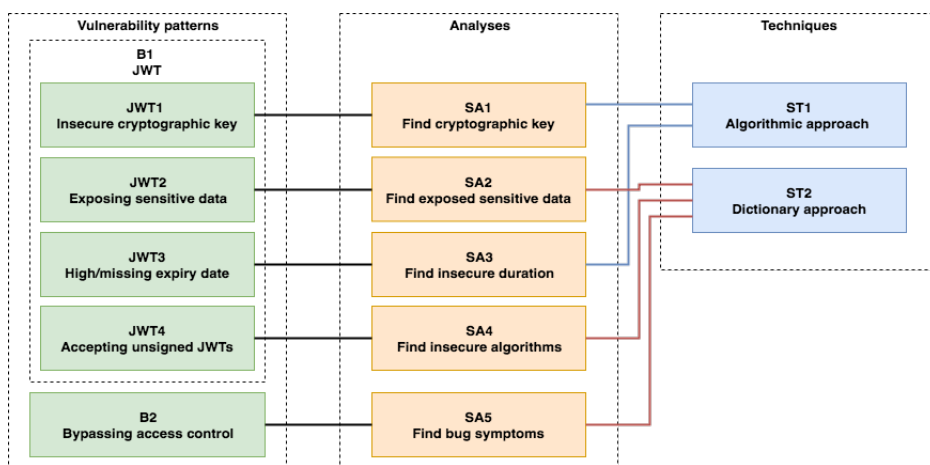 Vulnerability patterns
B1
JWT
JWT1
Insecure cryptographic key
JWT2
Exposing sensitive data
JWT3
High/missing expiry date
JWT4
Accepting unsigned JWTs
B2
Bypassing access control
Analyses
SA1
Find cryptographic key
SA2
Find exposed sensitive data
SA3
Find insecure duration
SA4
Find insecure algorithms
SA5
Find bug symptoms
Techniques
ST1
Algorithmic approach
ST2
Dictionary approach